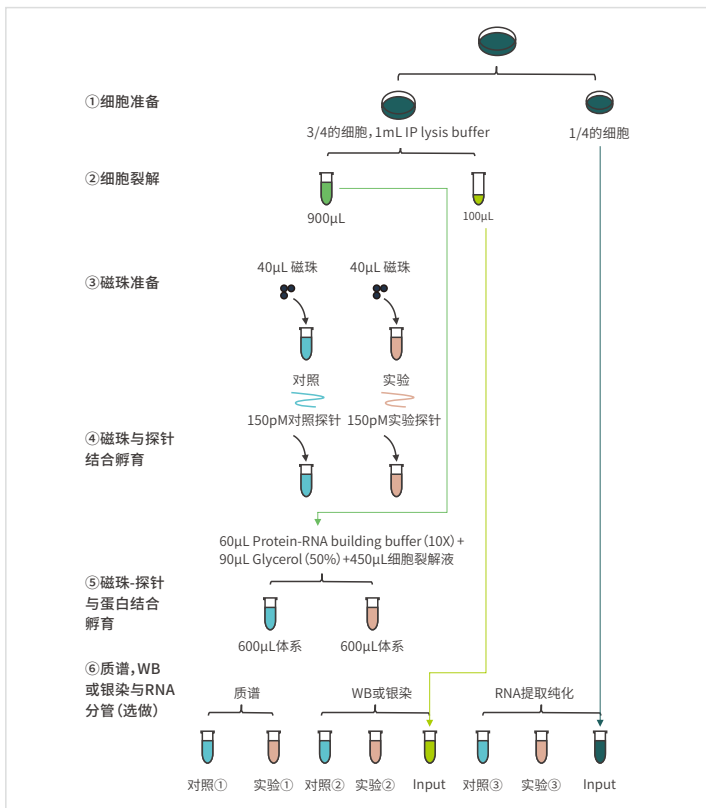 ①细胞准备
3/4的细胞,1mL IP lysis buffer
1/4的细胞
②细胞裂解
900μL
100μL
③磁珠准备
40μL 磁珠
40μL 磁珠
对照
实验
150pM对照探针
150pM实验探针
④磁珠与探针
结合孵育
60μL Protein-RNA building buffer(10X)+
90μL Glycerol(50%)+450μL细胞裂解液
⑤磁珠-探针
与蛋白结合
孵育
600μL体系
600μL体系
⑥质谱,WB
或银染与RNA
分管(选做)
质谱
WB或银染
RNA提取纯化
对照①
实验①
对照②
实验②
Input
对照③
实验③
Input